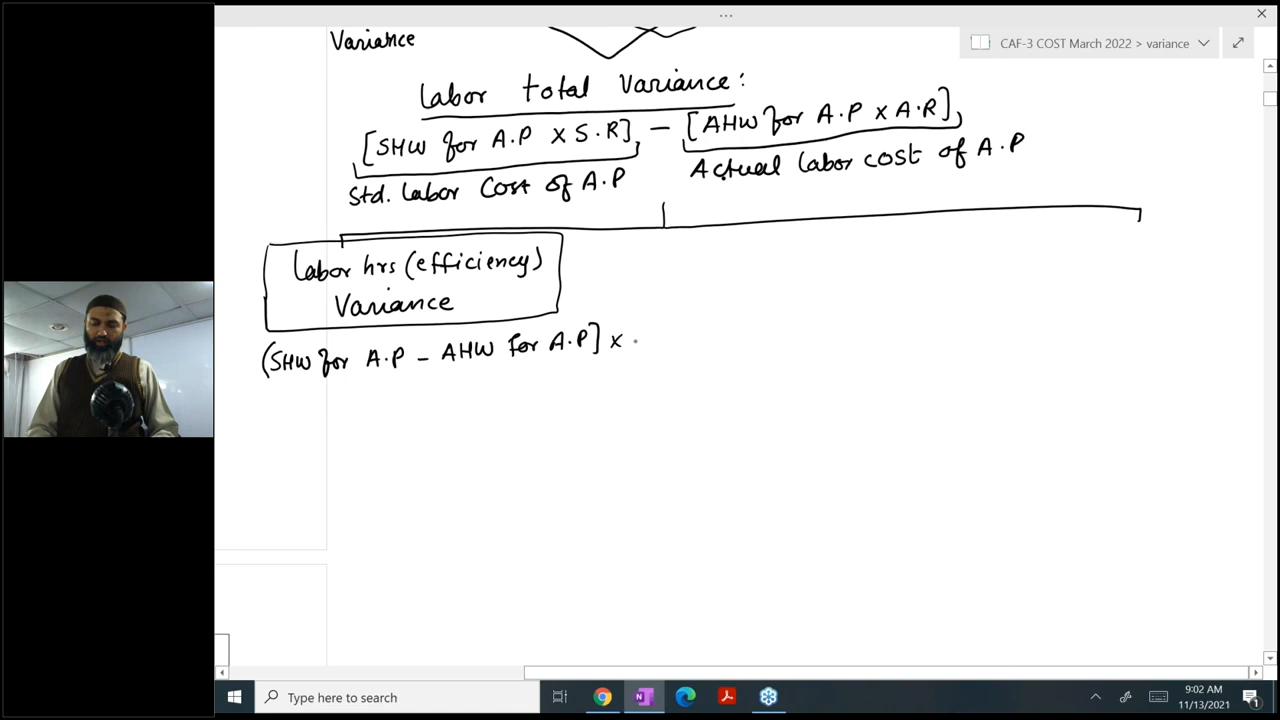 ...
CAF-3 COST March 2022 > variance
Variance
Labor total Variance:
[SHW for A.P x S.R] - [AHW for A.P x A.R]
Std. labor Cost of A.P
Actual labor cost of A.P
Labor hrs (efficiency)
Variance
(SHW for A.P - AHW for A.P] x
Type here to search
9:02 AM
11/13/2021
1